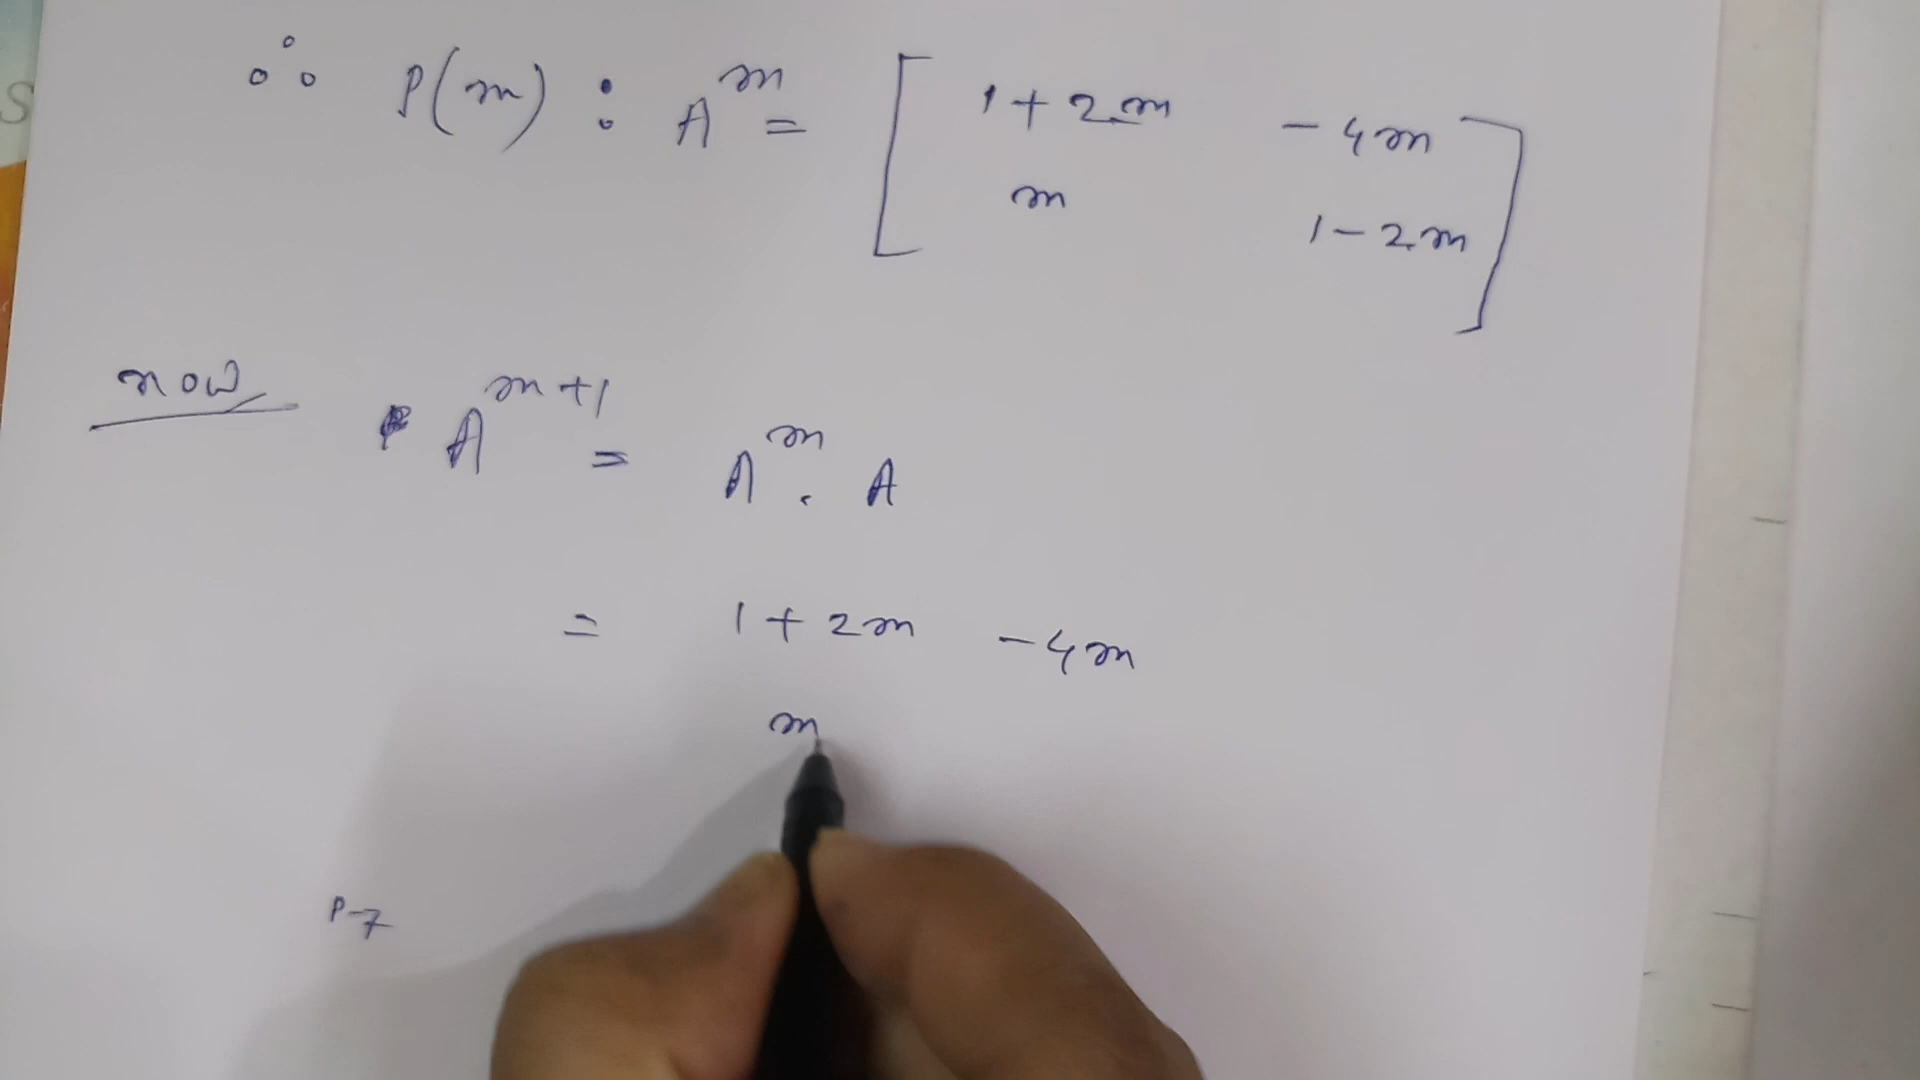 ∴ P(m) : A^m = [ 1+2m -4m
m 1-2m ]
now A^{m+1} = A^m . A
= 1+2m -4m
m
P-7
S